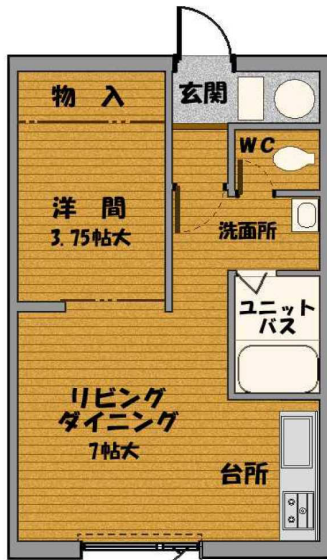 物 入
玄関
WC
洋 間
3.75帖大
洗面所
ユニット
バス
リビング
ダイニング
7帖大
台所